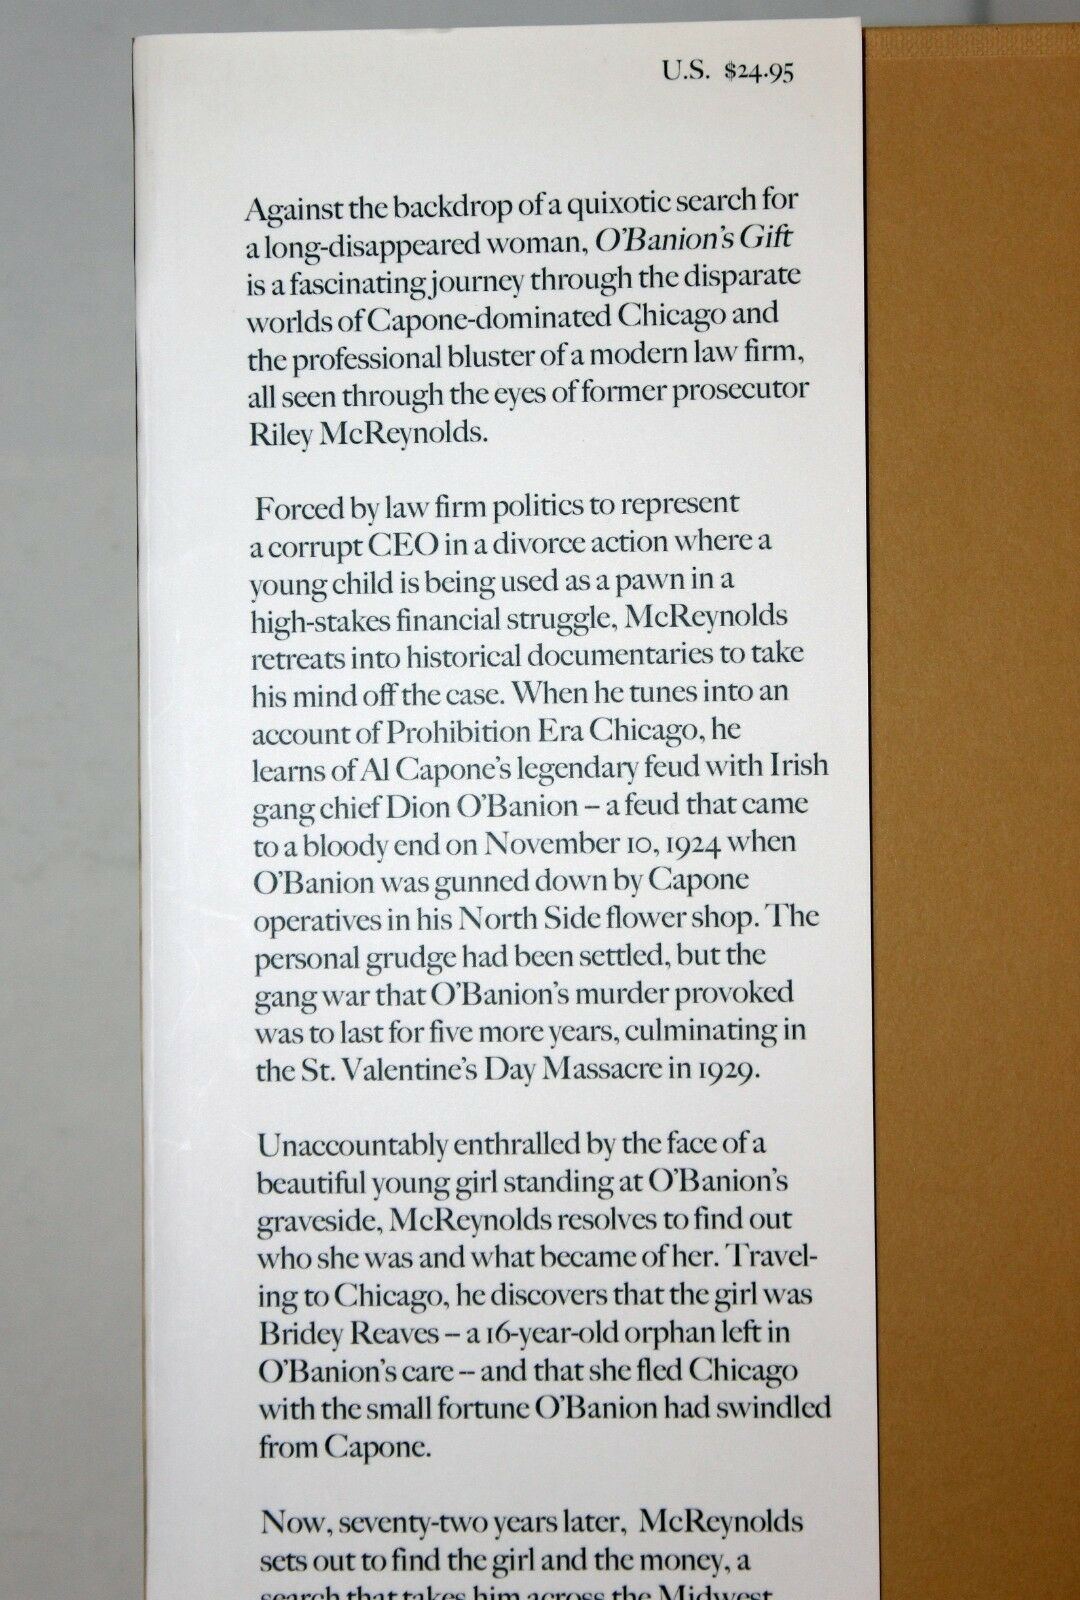 U.S. $24.95
Against the backdrop of a quixotic search for
a long-disappeared woman, O'Banion's Gift
is a fascinating journey through the disparate
worlds of Capone-dominated Chicago and
the professional bluster of a modern law firm,
all seen through the eyes of former prosecutor
Riley McReynolds.
Forced by law firm politics to represent
a corrupt CEO in a divorce action where a
young child is being used as a pawn in a
high-stakes financial struggle, McReynolds
retreats into historical documentaries to take
his mind off the case. When he tunes into an
account of Prohibition Era Chicago, he
learns of Al Capone's legendary feud with Irish
gang chief Dion O'Banion – a feud that came
to a bloody end on November 10, 1924 when
O'Banion was gunned down by Capone
operatives in his North Side flower shop. The
personal grudge had been settled, but the
gang war that O'Banion's murder provoked
was to last for five more years, culminating in
the St. Valentine's Day Massacre in 1929.
Unaccountably enthralled by the face of a
beautiful young girl standing at O'Banion's
graveside, McReynolds resolves to find out
who she was and what became of her. Travel-
ing to Chicago, he discovers that the girl was
Bridey Reaves – a 16-year-old orphan left in
O'Banion's care -- and that she fled Chicago
with the small fortune O'Banion had swindled
from Capone.
Now, seventy-two years later, McReynolds
sets out to find the girl and the money, a
search that takes him across the Midwest